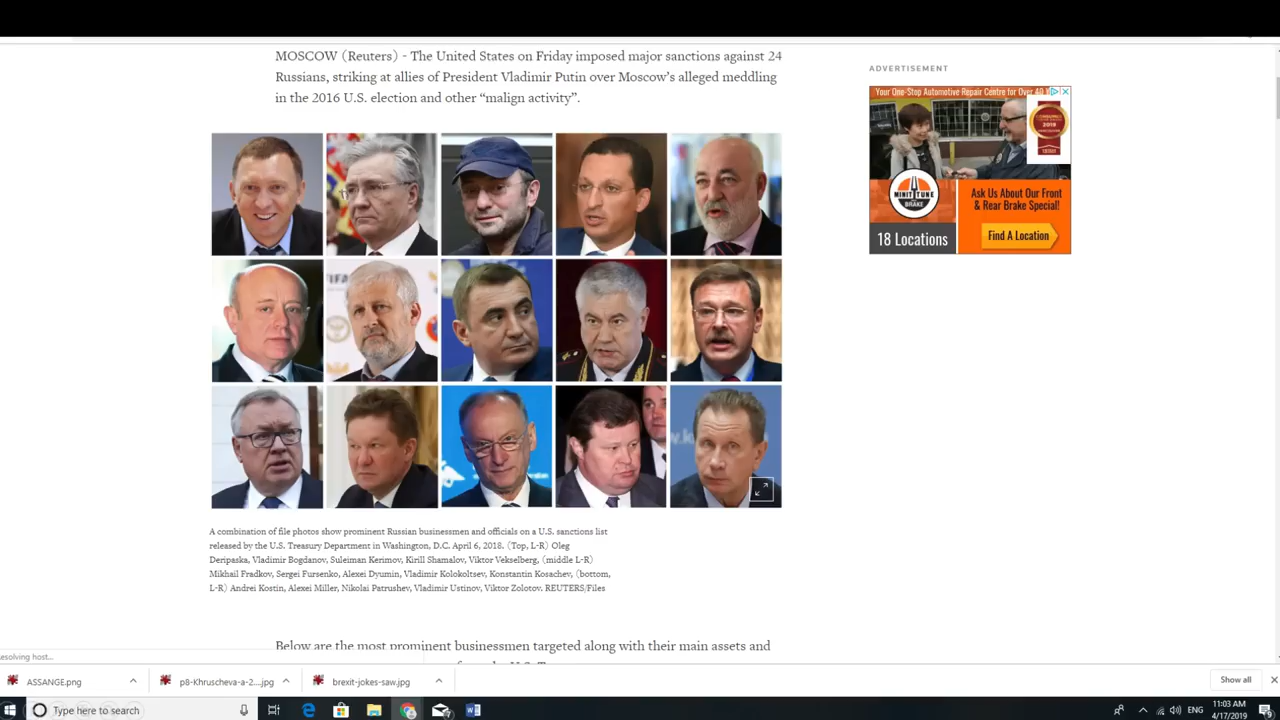 MOSCOW (Reuters) - The United States on Friday imposed major sanctions against 24
Russians, striking at allies of President Vladimir Putin over Moscow's alleged meddling
in the 2016 U.S. election and other “malign activity”.
ADVERTISEMENT
Your One-Stop Automotive Repair Centre for Over 40
2019
MINIT TUNE
& BRAKE
Ask Us About Our Front
& Rear Brake Special!
18 Locations
Find A Location
A combination of file photos show prominent Russian businessmen and officials on a U.S. sanctions list
released by the U.S. Treasury Department in Washington, D.C. April 6, 2018. (Top, L-R) Oleg
Deripaska, Vladimir Bogdanov, Suleiman Kerimov, Kirill Shamalov, Viktor Vekselberg, (middle L-R)
Mikhail Fradkov, Sergei Fursenko, Alexei Dyumin, Vladimir Kolokoltsev, Konstantin Kosachev, (bottom,
L-R) Andrei Kostin, Alexei Miller, Nikolai Patrushev, Vladimir Ustinov, Viktor Zolotov. REUTERS/Files
Below are the most prominent businessmen targeted along with their main assets and
esolving host...
ASSANGE.png
p8-Khruscheva-a-2....jpg
brexit-jokes-saw.jpg
Show all
Type here to search
ENG
11:03 AM
4/17/2019